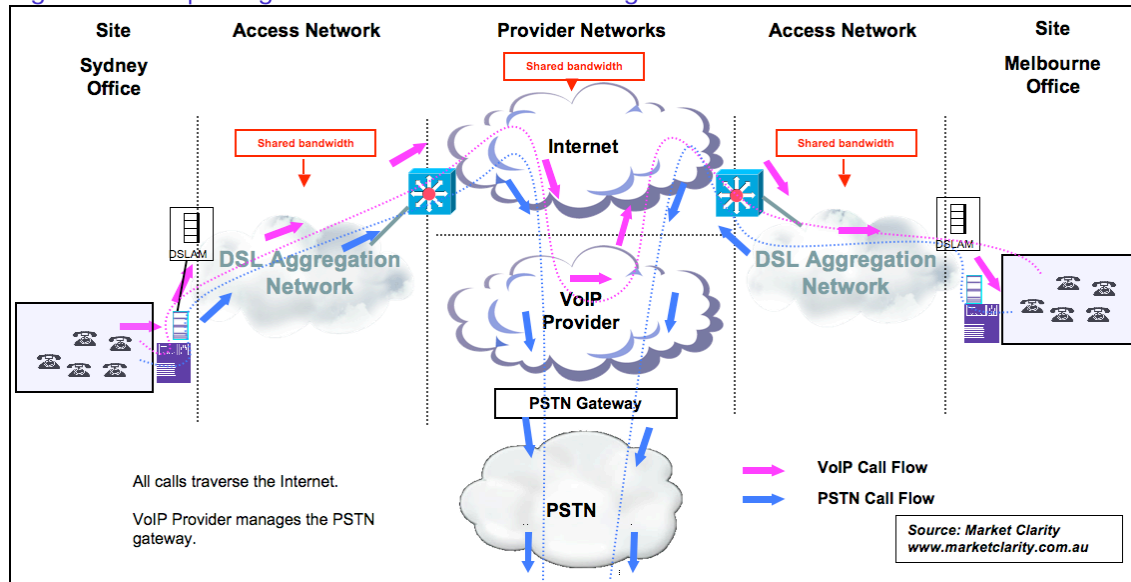 Site
Sydney
Office
Access Network
Provider Networks
Access Network
Site
Melbourne
Office
Shared bandwidth
Shared bandwidth
Shared bandwidth
Internet
DSLAM
DSLAM
DSL Aggregation
Network
VoIP
Provider
DSL Aggregation
Network
PSTN Gateway
PSTN
All calls traverse the Internet.
VoIP Provider manages the PSTN
gateway.
VoIP Call Flow
PSTN Call Flow
Source: Market Clarity
www.marketclarity.com.au